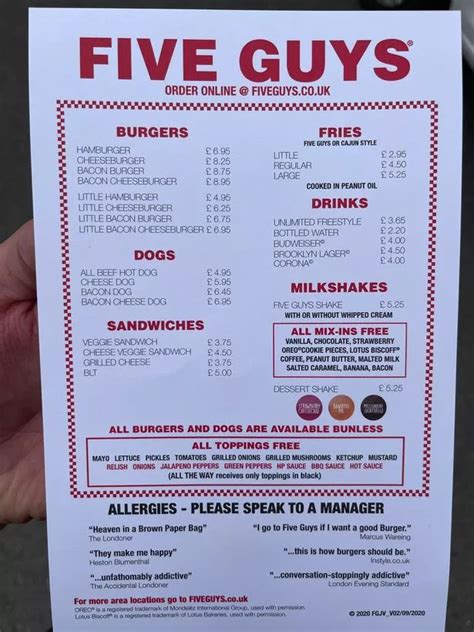 FIVE GUYS®
ORDER ONLINE @ FIVEGUYS.CO.UK
BURGERS
HAMBURGER £ 6.95
CHEESEBURGER £ 8.25
BACON BURGER £ 8.75
BACON CHEESEBURGER £ 8.95
LITTLE HAMBURGER £ 4.95
LITTLE CHEESEBURGER £ 6.25
LITTLE BACON BURGER £ 6.75
LITTLE BACON CHEESEBURGER £ 6.95
DOGS
ALL BEEF HOT DOG £ 4.95
CHEESE DOG £ 5.95
BACON DOG £ 6.45
BACON CHEESE DOG £ 6.95
SANDWICHES
VEGGIE SANDWICH £ 3.75
CHEESE VEGGIE SANDWICH £ 4.50
GRILLED CHEESE £ 3.75
BLT £ 5.00
FRIES
FIVE GUYS OR CAJUN STYLE
LITTLE £ 2.95
REGULAR £ 4.50
LARGE £ 5.25
COOKED IN PEANUT OIL
DRINKS
UNLIMITED FREESTYLE £ 3.65
BOTTLED WATER £ 2.20
BUDWEISER® £ 4.00
BROOKLYN LAGER® £ 4.50
CORONA® £ 4.00
MILKSHAKES
FIVE GUYS SHAKE £ 5.25
WITH OR WITHOUT WHIPPED CREAM
ALL MIX-INS FREE
VANILLA, CHOCOLATE, STRAWBERRY
OREO® COOKIE PIECES, LOTUS BISCOFF®
COFFEE, PEANUT BUTTER, MALTED MILK
SALTED CARAMEL, BANANA, BACON
DESSERT SHAKE £ 5.25
STRAWBERRY CHEESECAKE
BANOFFEE PIE
MILLIONAIRE SHORTBREAD
ALL BURGERS AND DOGS ARE AVAILABLE BUNLESS
ALL TOPPINGS FREE
MAYO LETTUCE PICKLES TOMATOES GRILLED ONIONS GRILLED MUSHROOMS KETCHUP MUSTARD
RELISH ONIONS JALAPENO PEPPERS GREEN PEPPERS HP SAUCE BBQ SAUCE HOT SAUCE
(ALL THE WAY receives only toppings in black)
ALLERGIES - PLEASE SPEAK TO A MANAGER
"Heaven in a Brown Paper Bag"
The Londoner
"They make me happy"
Heston Blumenthal
"...unfathomably addictive"
The Accidental Londoner
"I go to Five Guys if I want a good Burger."
Marcus Wareing
"...this is how burgers should be."
Instyle.co.uk
"...conversation-stoppingly addictive"
London Evening Standard
For more area locations go to FIVEGUYS.co.uk
OREO® is a registered trademark of Mondelez International Group, used with permission.
Lotus Biscoff® is a registered trademark of Lotus Bakeries, used with permission.
© 2020 FGJV_V02/09/2020